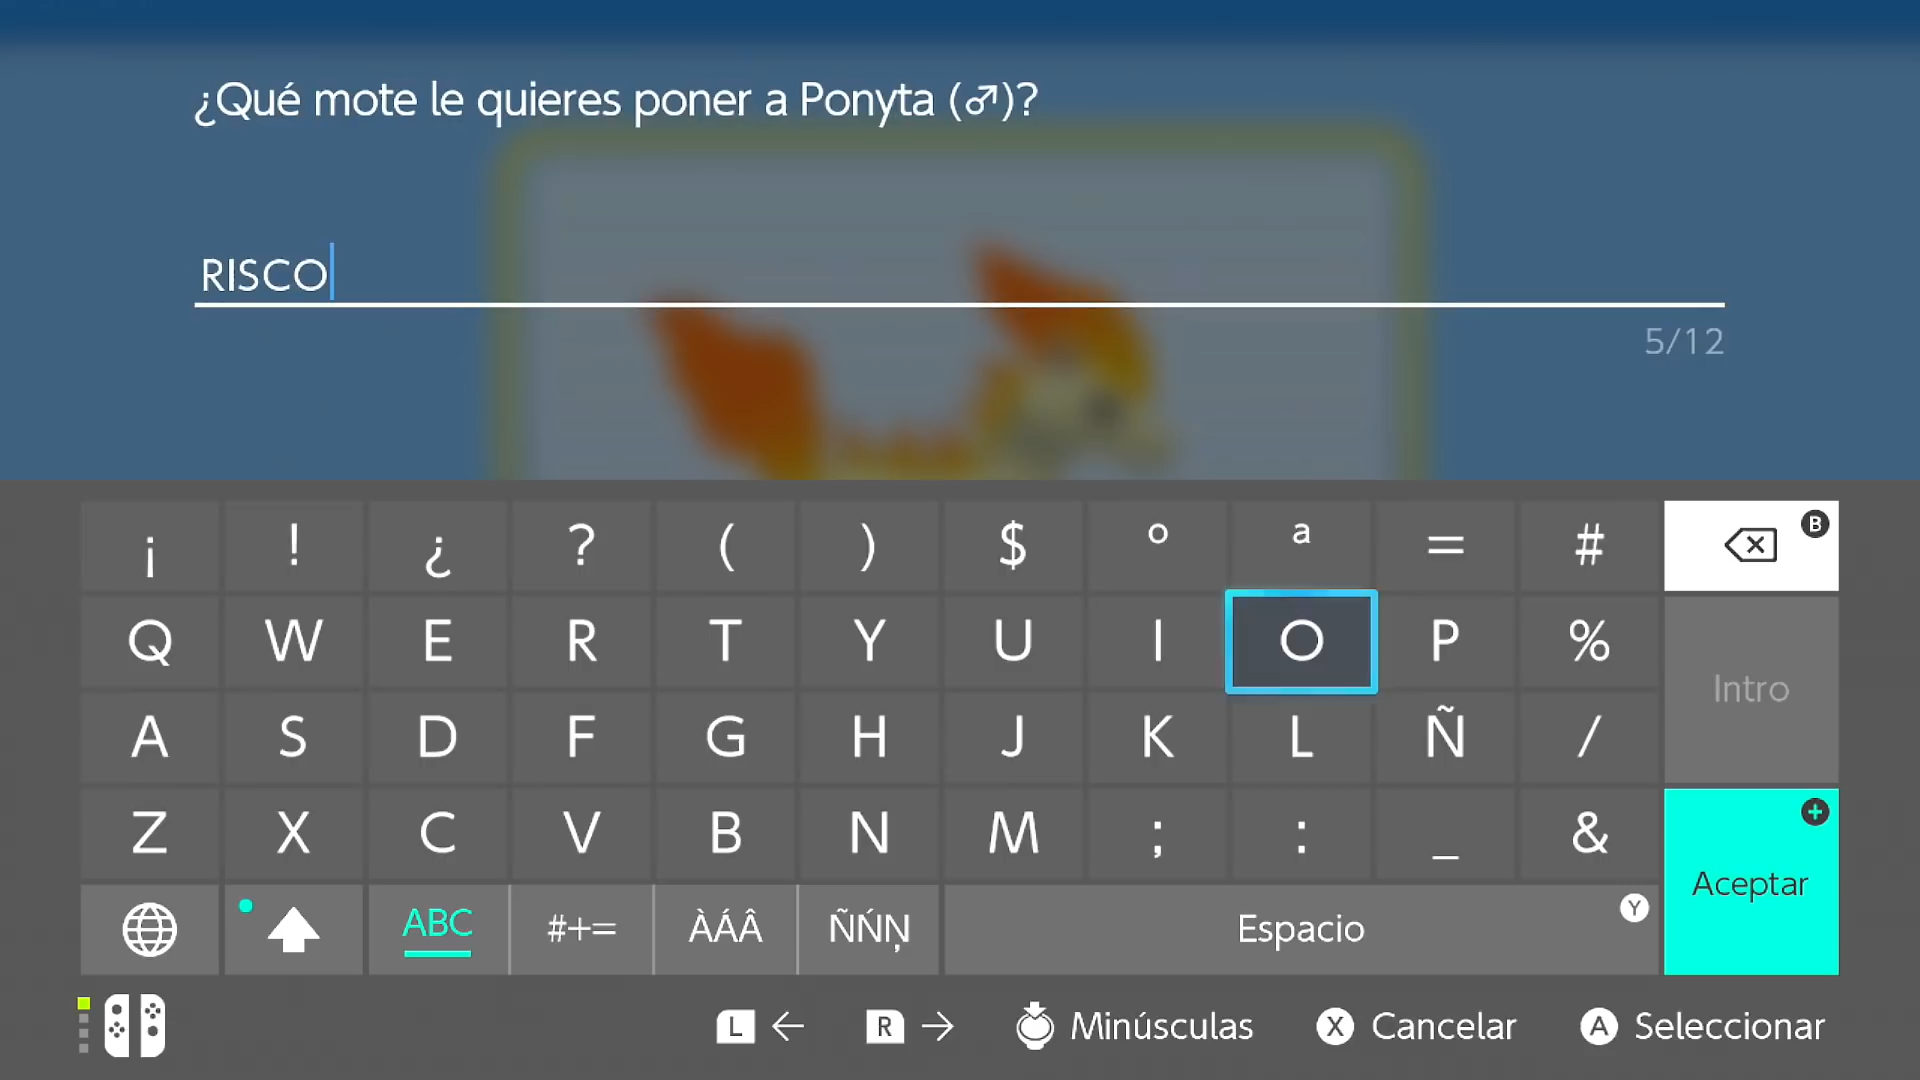 ¿Qué mote le quieres poner a Ponyta (♂)?
RISCO
5/12
¡ ! ¿ ? ( ) $ º ª = # B
Q W E R T Y U I O P % Intro
A S D F G H J K L Ñ /
Z X C V B N M ; : _ & + Aceptar
ABC #+= ÀÁÂ ÑŃŅ Espacio Y
L ← R → Minúsculas X Cancelar A Seleccionar